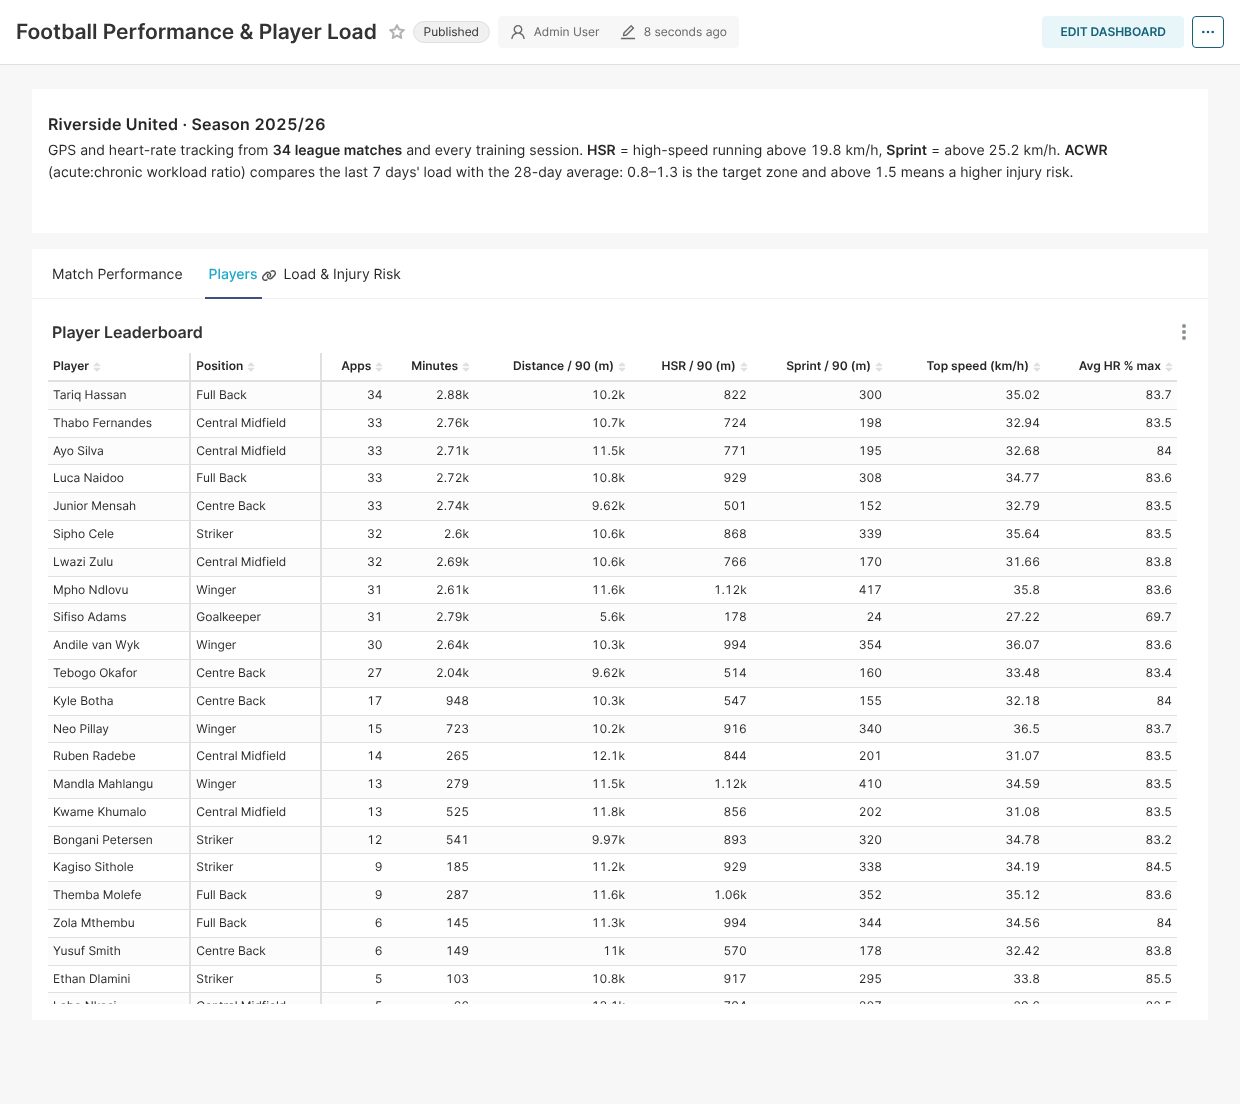 Football Performance & Player Load Published Admin User 8 seconds ago EDIT DASHBOARD
Riverside United · Season 2025/26
GPS and heart-rate tracking from 34 league matches and every training session. HSR = high-speed running above 19.8 km/h, Sprint = above 25.2 km/h. ACWR
(acute:chronic workload ratio) compares the last 7 days' load with the 28-day average: 0.8–1.3 is the target zone and above 1.5 means a higher injury risk.
Match Performance Players Load & Injury Risk
Player Leaderboard
Player Position Apps Minutes Distance / 90 (m) HSR / 90 (m) Sprint / 90 (m) Top speed (km/h) Avg HR % max
Tariq Hassan Full Back 34 2.88k 10.2k 822 300 35.02 83.7
Thabo Fernandes Central Midfield 33 2.76k 10.7k 724 198 32.94 83.5
Ayo Silva Central Midfield 33 2.71k 11.5k 771 195 32.68 84
Luca Naidoo Full Back 33 2.72k 10.8k 929 308 34.77 83.6
Junior Mensah Centre Back 33 2.74k 9.62k 501 152 32.79 83.5
Sipho Cele Striker 32 2.6k 10.6k 868 339 35.64 83.5
Lwazi Zulu Central Midfield 32 2.69k 10.6k 766 170 31.66 83.8
Mpho Ndlovu Winger 31 2.61k 11.6k 1.12k 417 35.8 83.6
Sifiso Adams Goalkeeper 31 2.79k 5.6k 178 24 27.22 69.7
Andile van Wyk Winger 30 2.64k 10.3k 994 354 36.07 83.6
Tebogo Okafor Centre Back 27 2.04k 9.62k 514 160 33.48 83.4
Kyle Botha Centre Back 17 948 10.3k 547 155 32.18 84
Neo Pillay Winger 15 723 10.2k 916 340 36.5 83.7
Ruben Radebe Central Midfield 14 265 12.1k 844 201 31.07 83.5
Mandla Mahlangu Winger 13 279 11.5k 1.12k 410 34.59 83.5
Kwame Khumalo Central Midfield 13 525 11.8k 856 202 31.08 83.5
Bongani Petersen Striker 12 541 9.97k 893 320 34.78 83.2
Kagiso Sithole Striker 9 185 11.2k 929 338 34.19 84.5
Themba Molefe Full Back 9 287 11.6k 1.06k 352 35.12 83.6
Zola Mthembu Full Back 6 145 11.3k 994 344 34.56 84
Yusuf Smith Centre Back 6 149 11k 570 178 32.42 83.8
Ethan Dlamini Striker 5 103 10.8k 917 295 33.8 85.5
Central Midfield